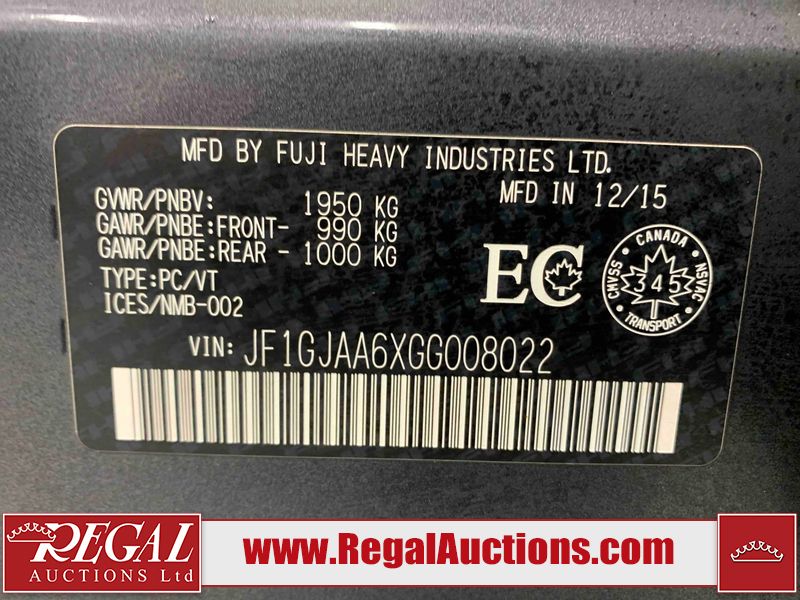 MFD BY FUJI HEAVY INDUSTRIES LTD.
GVWR/PNBV: 1950 KG
MFD IN 12/15
GAWR/PNBE:FRONT- 990 KG
GAWR/PNBE:REAR - 1000 KG
TYPE:PC/VT
ICES/NMB-002
EC
CANADA
CMVSS 345 NSVAC
TRANSPORT
VIN: JF1GJAA6XGG008022
REGAL
AUCTIONS Ltd
www.RegalAuctions.com